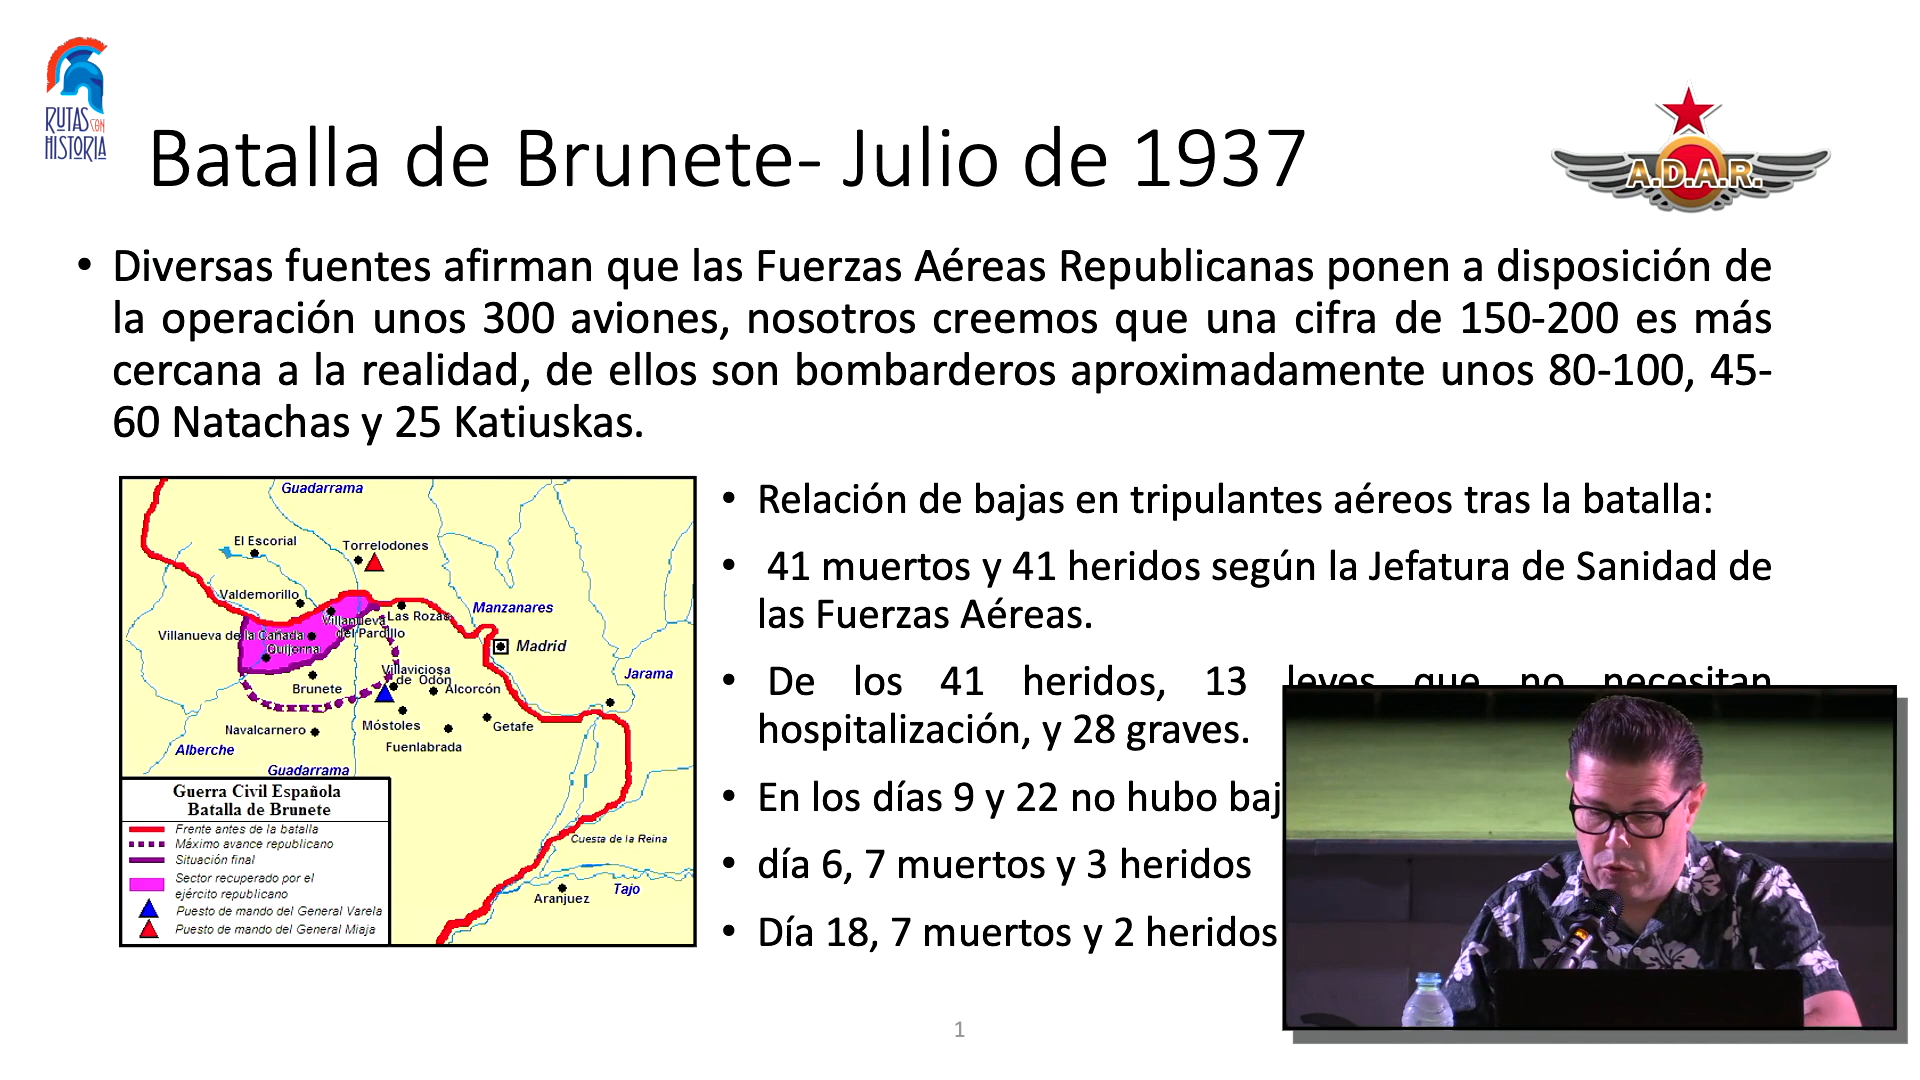 RUTAS CON
HISTORIA
Batalla de Brunete- Julio de 1937
A.D.A.R.
• Diversas fuentes afirman que las Fuerzas Aéreas Republicanas ponen a disposición de
la operación unos 300 aviones, nosotros creemos que una cifra de 150-200 es más
cercana a la realidad, de ellos son bombarderos aproximadamente unos 80-100, 45-
60 Natachas y 25 Katiuskas.
Guadarrama
El Escorial
Torrelodones
Valdemorillo
Manzanares
Las Rozas
Villanueva
del Pardillo
Villanueva de la Cañada
Quijorna
Madrid
Villaviciosa
de Odón
Jarama
Brunete
Alcorcón
Navalcarnero
Móstoles
Getafe
Alberche
Fuenlabrada
Guadarrama
Cuesta de la Reina
Tajo
Aranjuez
Guerra Civil Española
Batalla de Brunete
Frente antes de la batalla
Máximo avance republicano
Situación final
Sector recuperado por el
ejército republicano
Puesto de mando del General Varela
Puesto de mando del General Miaja
• Relación de bajas en tripulantes aéreos tras la batalla:
• 41 muertos y 41 heridos según la Jefatura de Sanidad de
las Fuerzas Aéreas.
• De los 41 heridos, 13 leves que no necesitan
hospitalización, y 28 graves.
• En los días 9 y 22 no hubo
• día 6, 7 muertos y 3 heridos
• Día 18, 7 muertos y 2 heridos
1